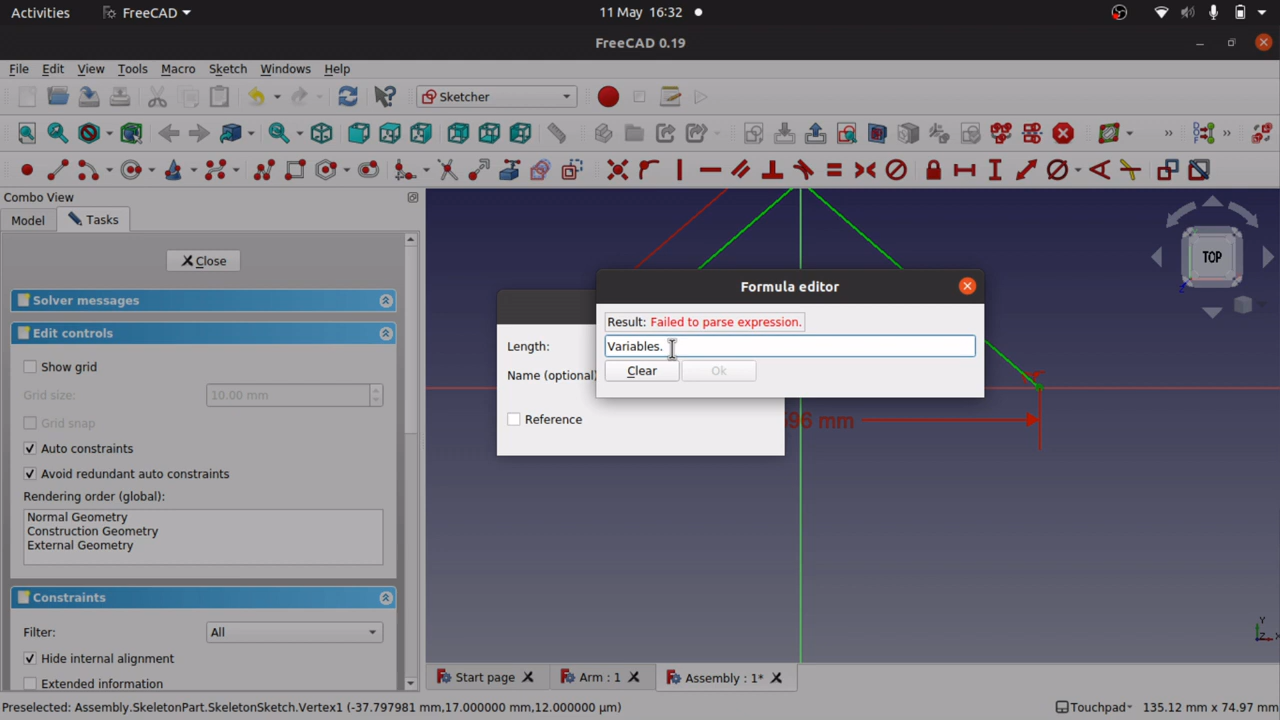 Activities FreeCAD 11 May 16:32
FreeCAD 0.19
File Edit View Tools Macro Sketch Windows Help
Sketcher
Combo View
Model Tasks
Close
Solver messages
Edit controls
Show grid
Grid size: 10.00 mm
Grid snap
Auto constraints
Avoid redundant auto constraints
Rendering order (global):
Normal Geometry
Construction Geometry
External Geometry
Constraints
Filter: All
Hide internal alignment
Extended information
Formula editor
Result: Failed to parse expression.
Variables.
Clear Ok
Length:
Name (optional)
Reference
96 mm
TOP
Z
Y
X
Start page Arm : 1 Assembly : 1*
Preselected: Assembly.SkeletonPart.SkeletonSketch.Vertex1 (-37.797981 mm,17.000000 mm,12.000000 µm) Touchpad 135.12 mm x 74.97 mm